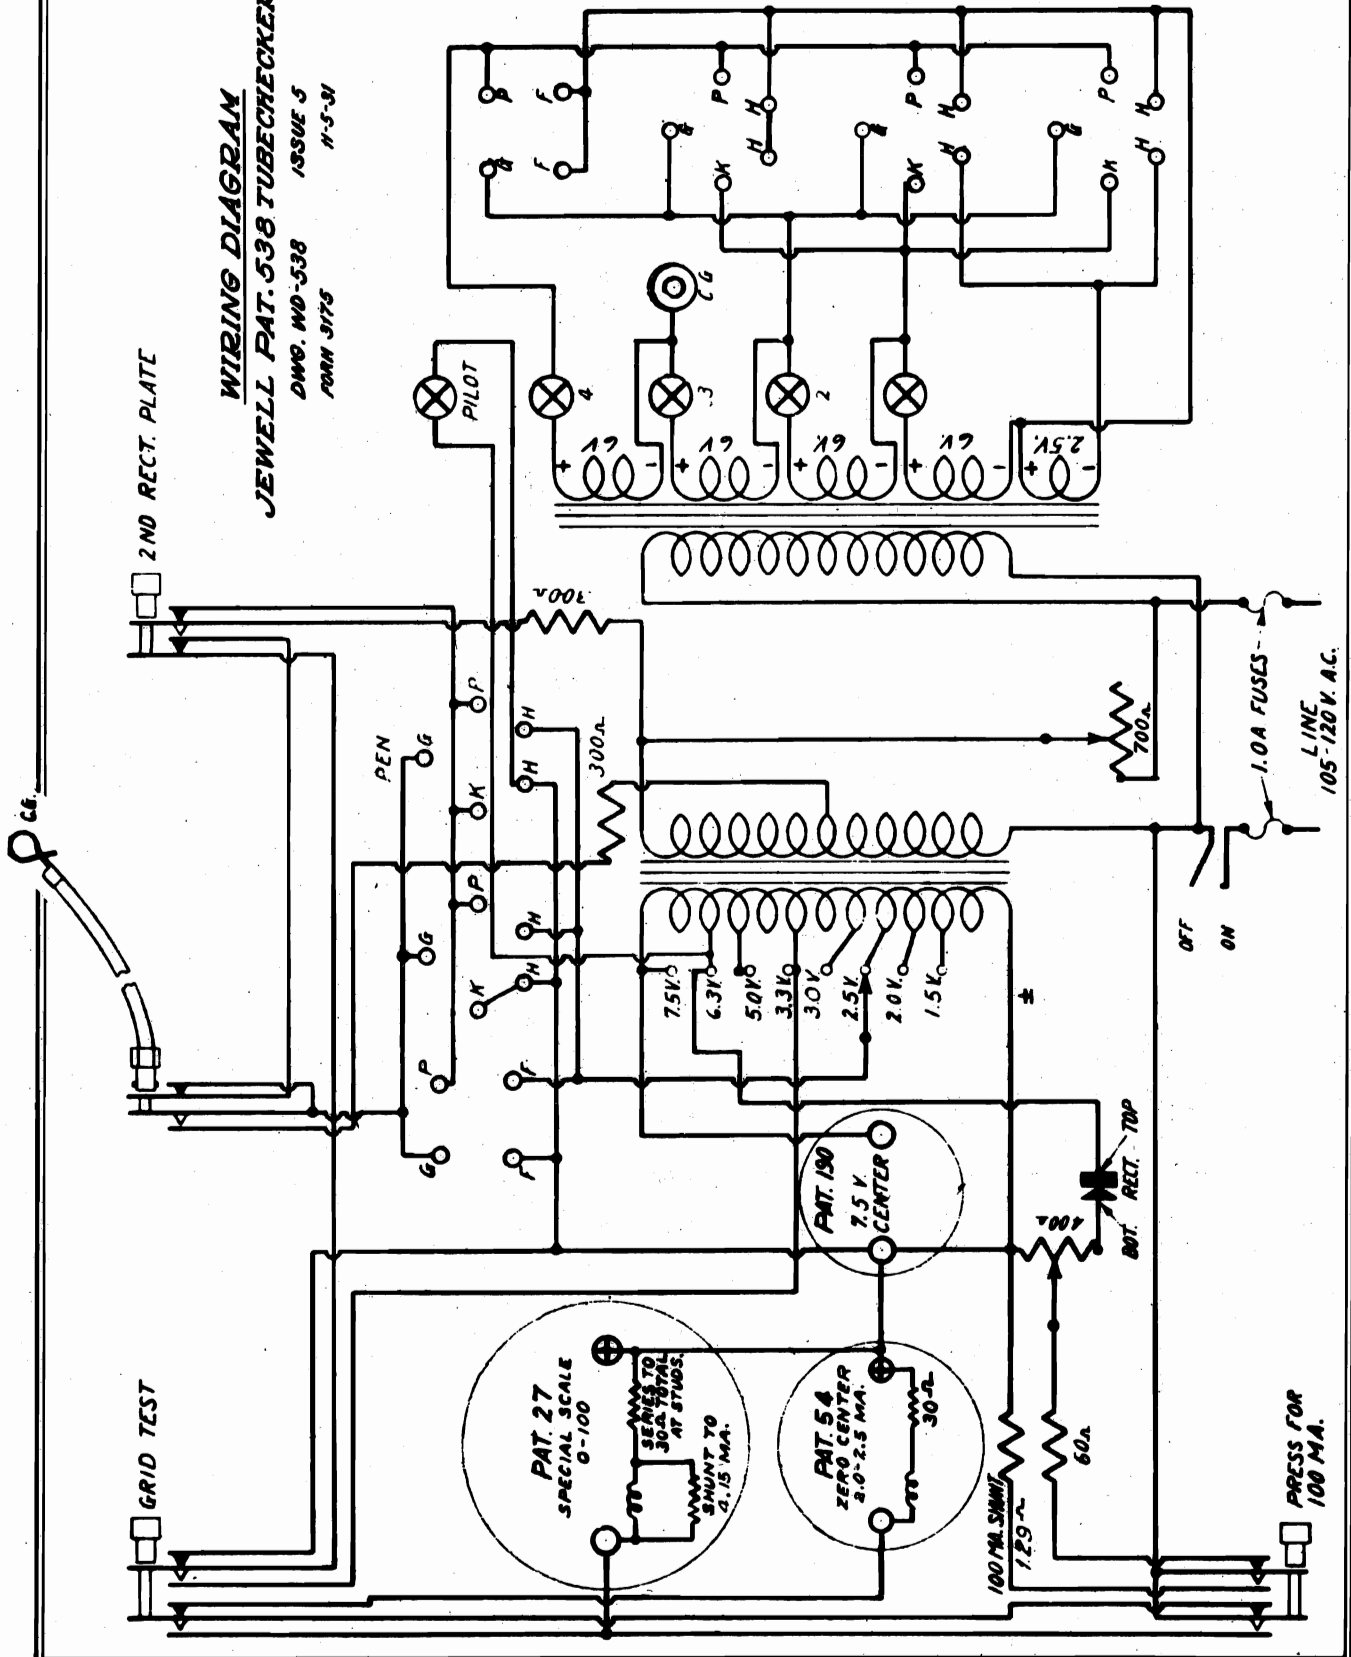 WIRING DIAGRAM
JEWELL PAT. 538 TUBECHECKER
DWG. WD-538 ISSUE 5
FORM 3175 11-5-31
C.G.
2ND RECT. PLATE
GRID TEST
PEN
G
G
G
P
P
P
K
K
H
H
H
H
F
F
300Ω
300Ω
PILOT
4
3
2
CG
P
F
G
F
P
H
G
H
K
P
H
G
H
K
P
H
G
H
K
+ 6V -
+ 6V -
+ 6V. -
+ 6V. -
+ 2.5V. -
700Ω
1.0A FUSES
LINE
105-120 V. A.C.
OFF
ON
7.5V.
6.3V.
5.0V.
3.3V.
3.0V.
2.5V.
2.0V.
1.5V.
±
PAT. 190
7.5 V.
CENTER
400Ω
BOT. RECT. TOP
PAT. 27
SPECIAL SCALE
0-100
SERIES TO
30Ω TOTAL
AT STUDS.
SHUNT TO
MA.
PAT. 54
ZERO CENTER
2.0-2.5 MA.
30Ω
100 MA. SHUNT
1.29Ω
60Ω
PRESS FOR
100 MA.